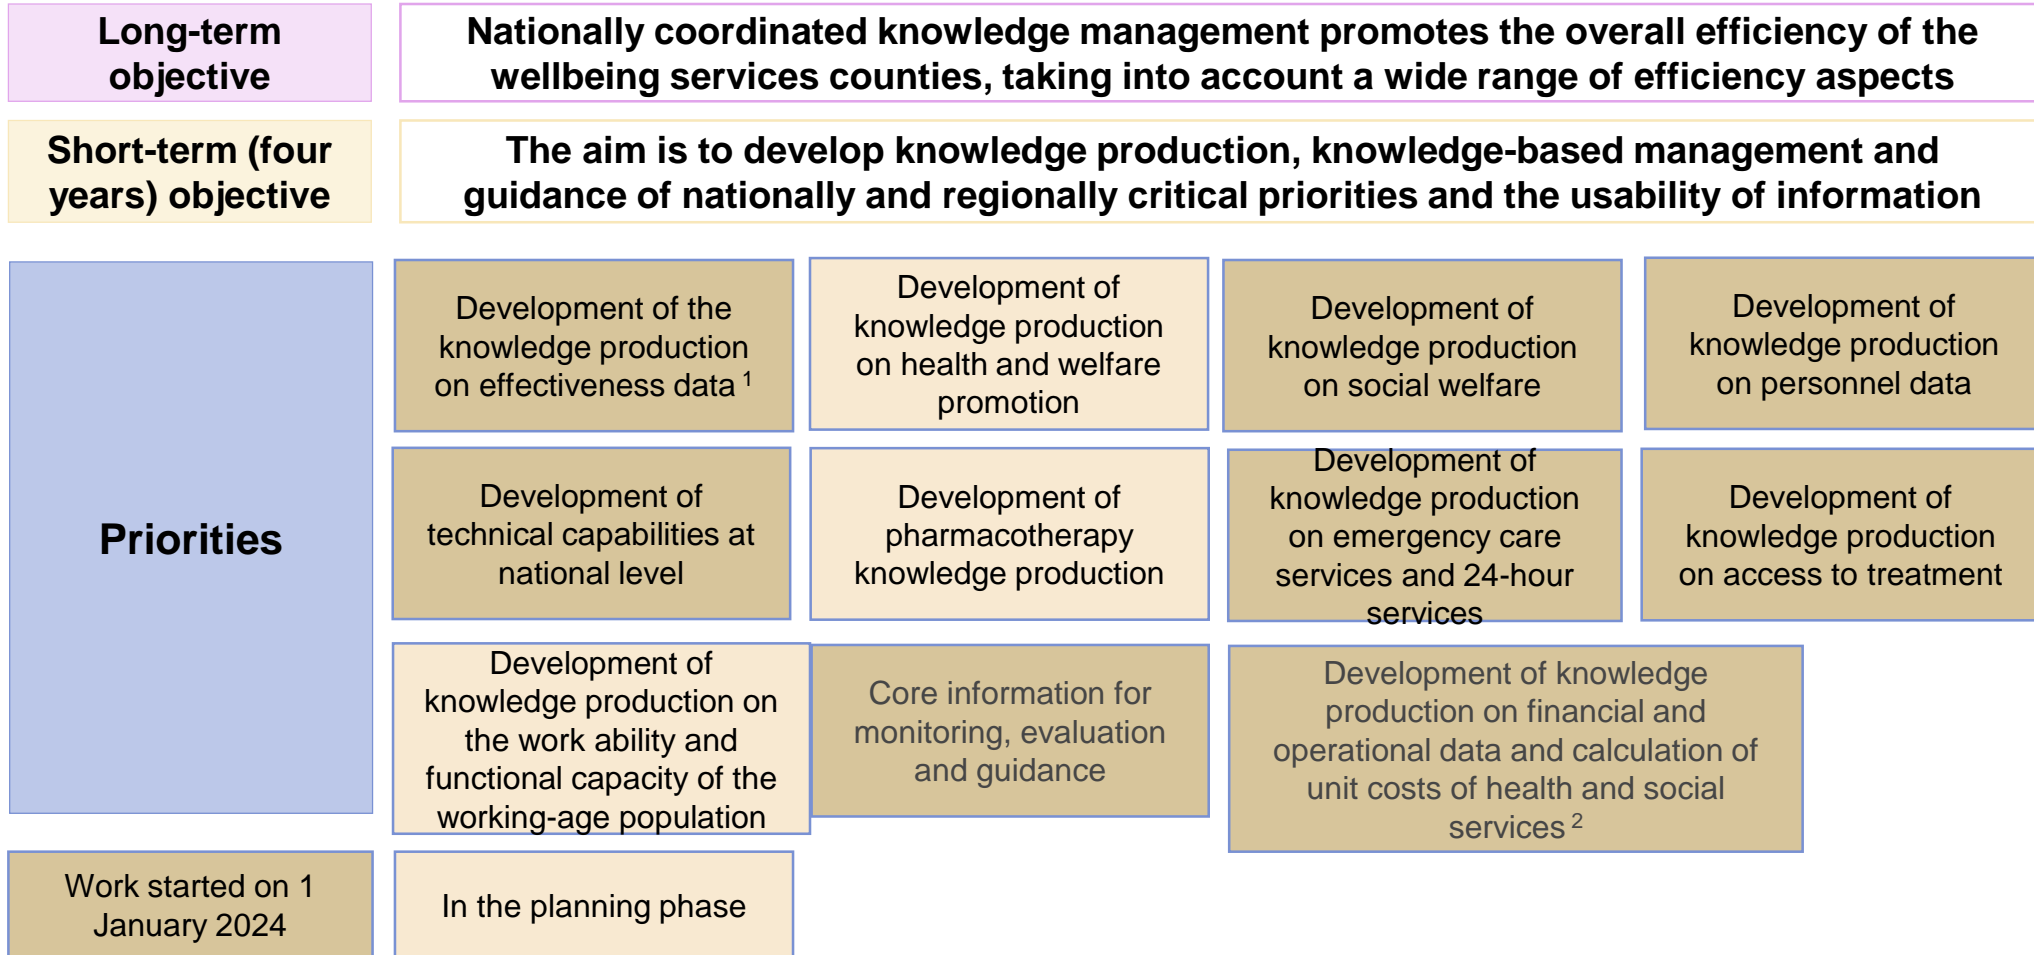 Long-term
objective
Nationally coordinated knowledge management promotes the overall efficiency of the
wellbeing services counties, taking into account a wide range of efficiency aspects
Short-term (four
years) objective
The aim is to develop knowledge production, knowledge-based management and
guidance of nationally and regionally critical priorities and the usability of information
Priorities
Development of the
knowledge production
on effectiveness data ¹
Development of
knowledge production
on health and welfare
promotion
Development of
knowledge production
on social welfare
Development of
knowledge production
on personnel data
Development of
technical capabilities at
national level
Development of
pharmacotherapy
knowledge production
Development of
knowledge production
on emergency care
services and 24-hour
services
Development of
knowledge production
on access to treatment
Development of
knowledge production on
the work ability and
functional capacity of the
working-age population
Core information for
monitoring, evaluation
and guidance
Development of knowledge
production on financial and
operational data and calculation of
unit costs of health and social
services ²
Work started on 1
January 2024
In the planning phase